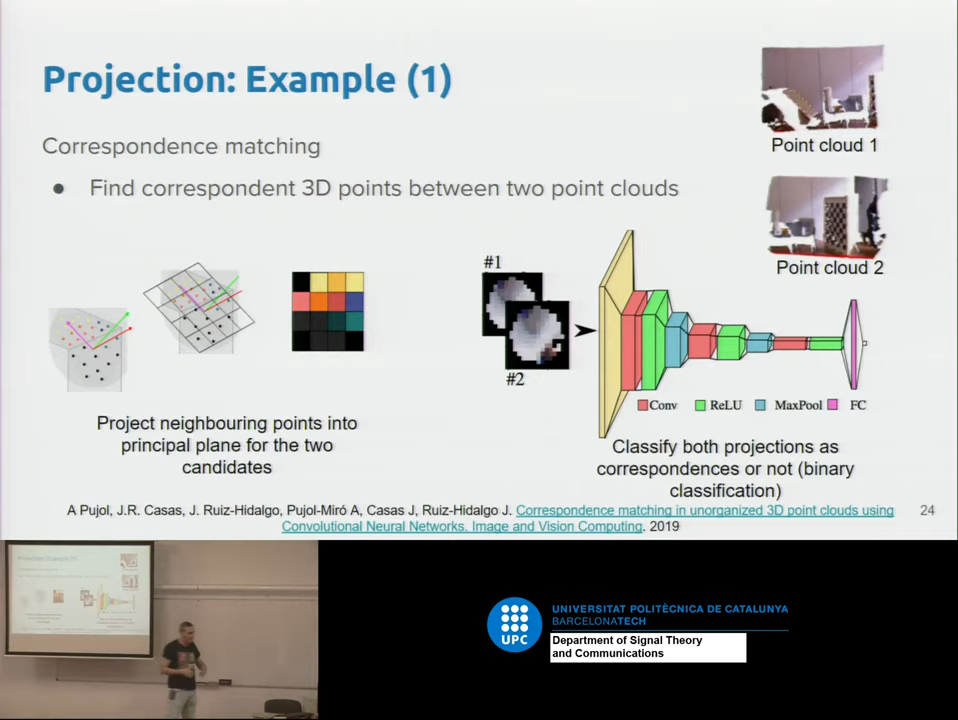 Projection: Example (1)
Point cloud 1
Correspondence matching
● Find correspondent 3D points between two point clouds
Point cloud 2
#1
#2
Conv ReLU MaxPool FC
Project neighbouring points into
principal plane for the two
candidates
Classify both projections as
correspondences or not (binary
classification)
A Pujol, J.R. Casas, J. Ruiz-Hidalgo, Pujol-Miró A, Casas J, Ruiz-Hidalgo J. Correspondence matching in unorganized 3D point clouds using
Convolutional Neural Networks. Image and Vision Computing. 2019
24
Projection: Example (1)
UPC
UNIVERSITAT POLITÈCNICA DE CATALUNYA
BARCELONATECH
Department of Signal Theory
and Communications